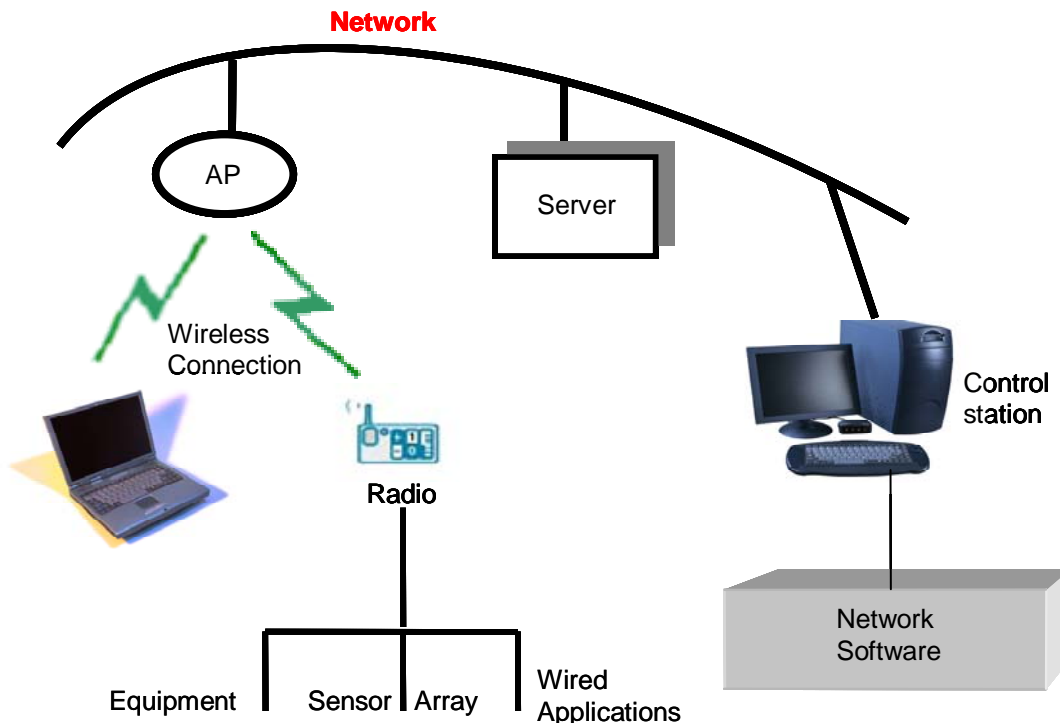 Network
AP
Server
Wireless
Connection
Control
station
Radio
Network
Software
Equipment
Sensor Array
Wired
Applications